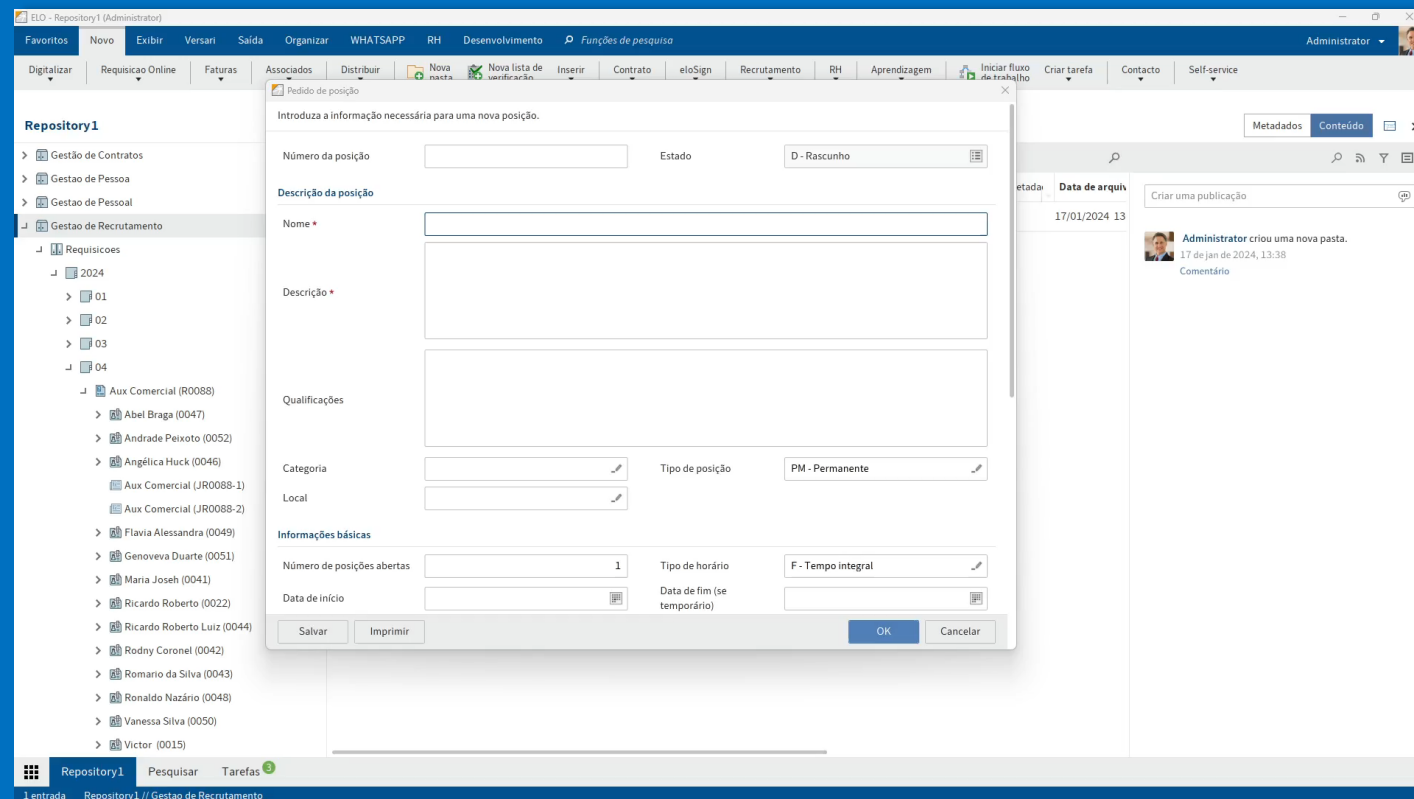 ELO - Repository1 (Administrator)
Favoritos Novo Exibir Versari Saída Organizar WHATSAPP RH Desenvolvimento Funções de pesquisa Administrator
Digitalizar Requisicao Online Faturas Associados Distribuir Nova pasta Nova lista de verificação Inserir Contrato eloSign Recrutamento RH Aprendizagem Iniciar fluxo de trabalho Criar tarefa Contacto Self-service
Repository1
Gestão de Contratos
Gestao de Pessoa
Gestao de Pessoal
Gestao de Recrutamento
Requisicoes
2024
01
02
03
04
Aux Comercial (R0088)
Abel Braga (0047)
Andrade Peixoto (0052)
Angélica Huck (0046)
Aux Comercial (JR0088-1)
Aux Comercial (JR0088-2)
Flavia Alessandra (0049)
Genoveva Duarte (0051)
Maria Joseh (0041)
Ricardo Roberto (0022)
Ricardo Roberto Luiz (0044)
Rodny Coronel (0042)
Romario da Silva (0043)
Ronaldo Nazário (0048)
Vanessa Silva (0050)
Victor (0015)
Pedido de posição
Introduza a informação necessária para uma nova posição.
Número da posição Estado D - Rascunho
Descrição da posição
Nome *
Descrição *
Qualificações
Categoria Tipo de posição PM - Permanente
Local
Informações básicas
Número de posições abertas 1 Tipo de horário F - Tempo integral
Data de início Data de fim (se temporário)
Salvar Imprimir OK Cancelar
Data de arquiv
17/01/2024 13
Metadados Conteúdo
Criar uma publicação
Administrator criou uma nova pasta.
17 de jan de 2024, 13:38
Comentário
Repository1 Pesquisar Tarefas 3
1 entrada Repository1 // Gestao de Recrutamento